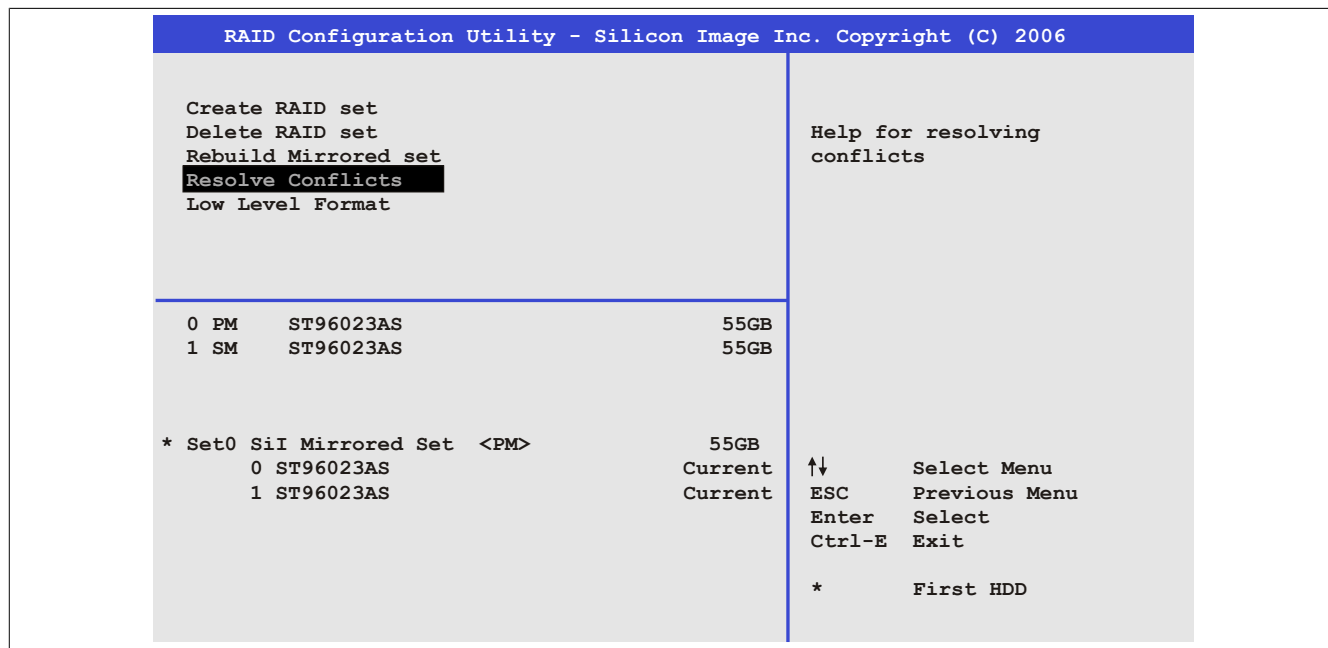 RAID Configuration Utility - Silicon Image Inc. Copyright (C) 2006
Create RAID set
Delete RAID set
Rebuild Mirrored set
Resolve Conflicts
Low Level Format
Help for resolving
conflicts
0 PM ST96023AS 55GB
1 SM ST96023AS 55GB
* Set0 SiI Mirrored Set <PM> 55GB
0 ST96023AS Current
1 ST96023AS Current
↑↓ Select Menu
ESC Previous Menu
Enter Select
Ctrl-E Exit
* First HDD